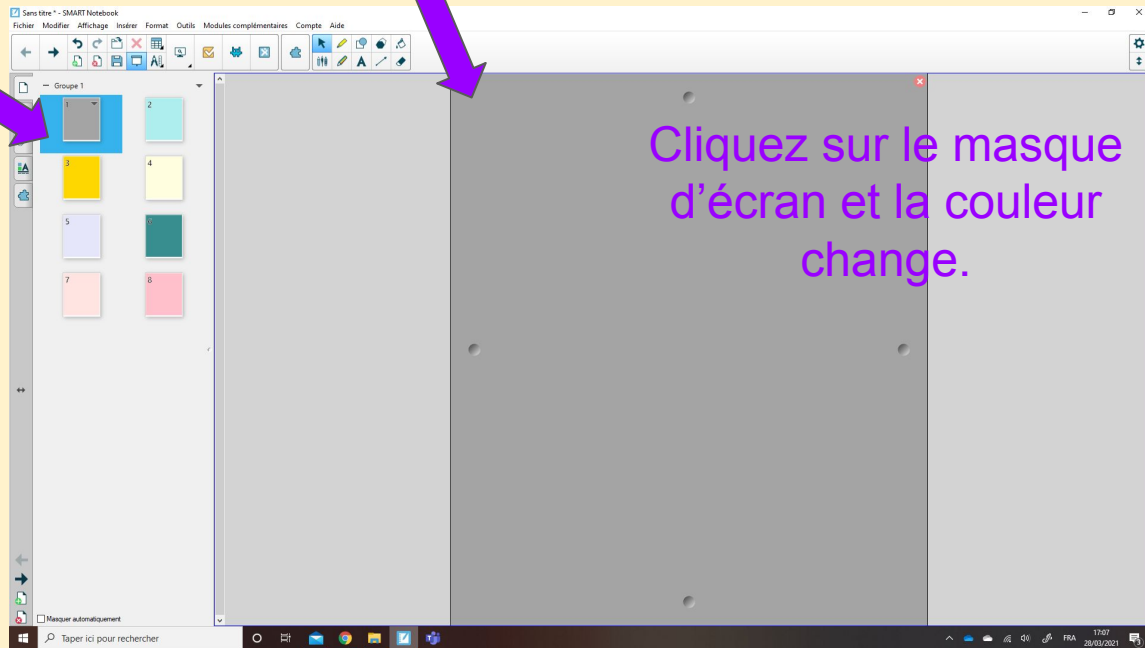 Sans titre * - SMART Notebook
Fichier Modifier Affichage Insérer Format Outils Modules complémentaires Compte Aide
Groupe 1
1
2
3
4
5
6
7
8
Cliquez sur le masque
d’écran et la couleur
change.
Masquer automatiquement
Taper ici pour rechercher
FRA
17:07
28/03/2021